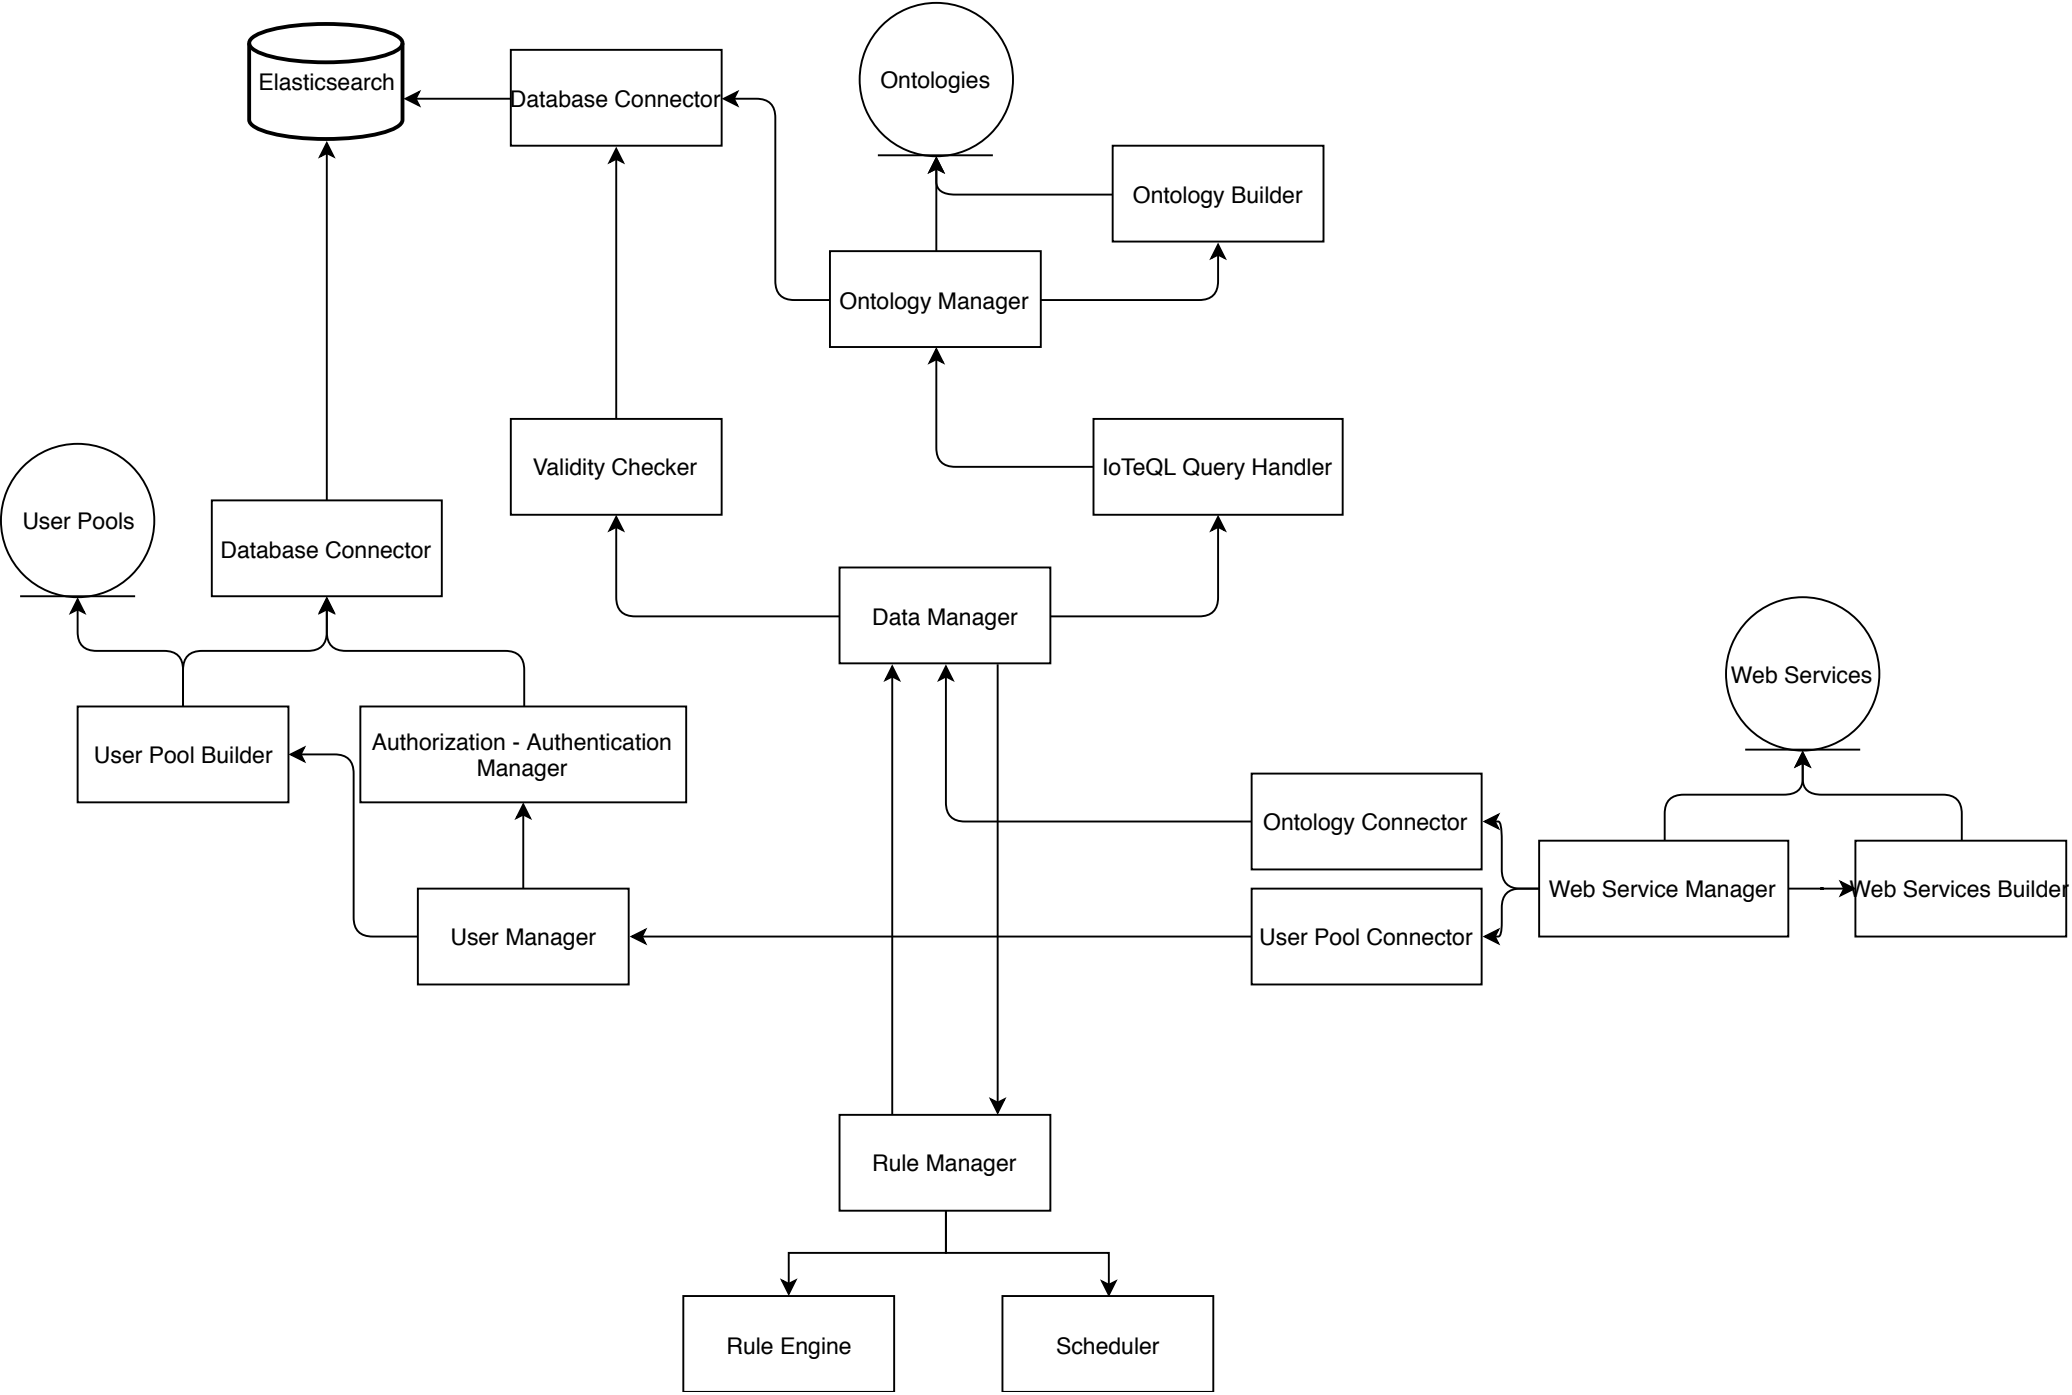 Elasticsearch
Database Connector
Ontologies
Ontology Builder
Ontology Manager
Validity Checker
IoTeQL Query Handler
User Pools
Database Connector
Data Manager
Web Services
User Pool Builder
Authorization - Authentication
Manager
Ontology Connector
Web Service Manager
Web Services Builder
User Manager
User Pool Connector
Rule Manager
Rule Engine
Scheduler